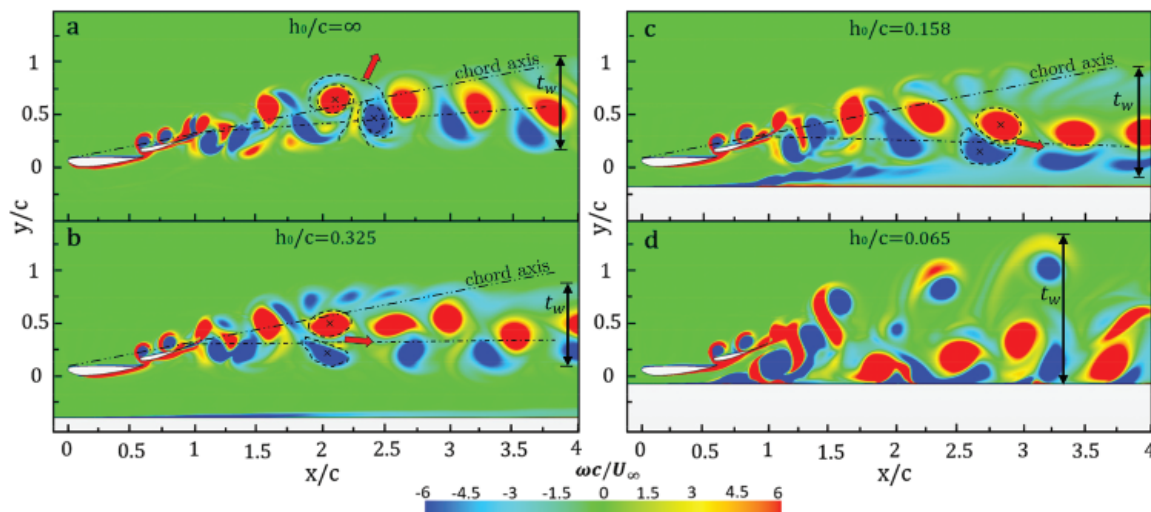 a
h₀/c=∞
chord axis
t_w
1
0.5
0
y/c
b
h₀/c=0.325
chord axis
t_w
1
0.5
0
0 0.5 1 1.5 2 2.5 3 3.5 4
x/c
c
h₀/c=0.158
chord axis
t_w
1
0.5
0
y/c
d
h₀/c=0.065
t_w
1
0.5
0
0 0.5 1 1.5 2 2.5 3 3.5 4
x/c
ωc/U∞
-6 -4.5 -3 -1.5 0 1.5 3 4.5 6